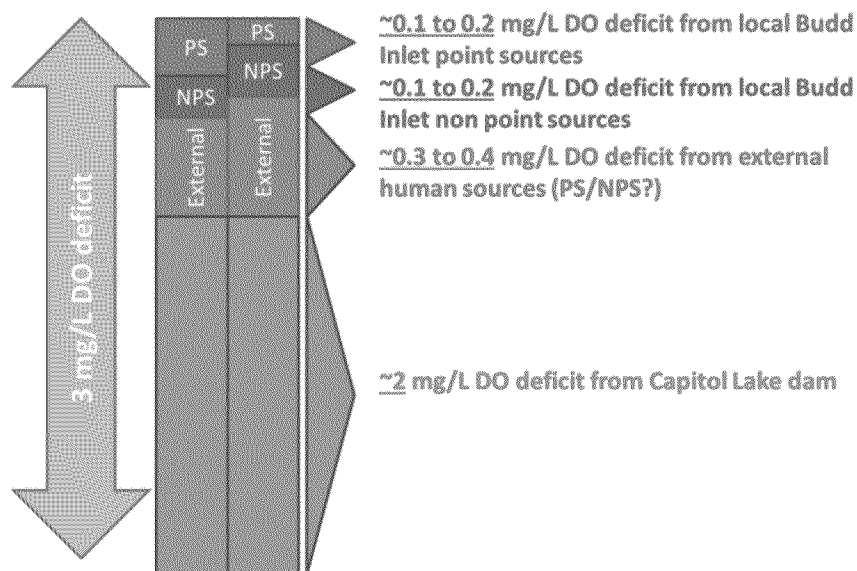 3 mg/L DO deficit
PS
NPS
External
PS
NPS
External
~0.1 to 0.2 mg/L DO deficit from local Budd
Inlet point sources
~0.1 to 0.2 mg/L DO deficit from local Budd
Inlet non point sources
~0.3 to 0.4 mg/L DO deficit from external
human sources (PS/NPS?)
~2 mg/L DO deficit from Capitol Lake dam